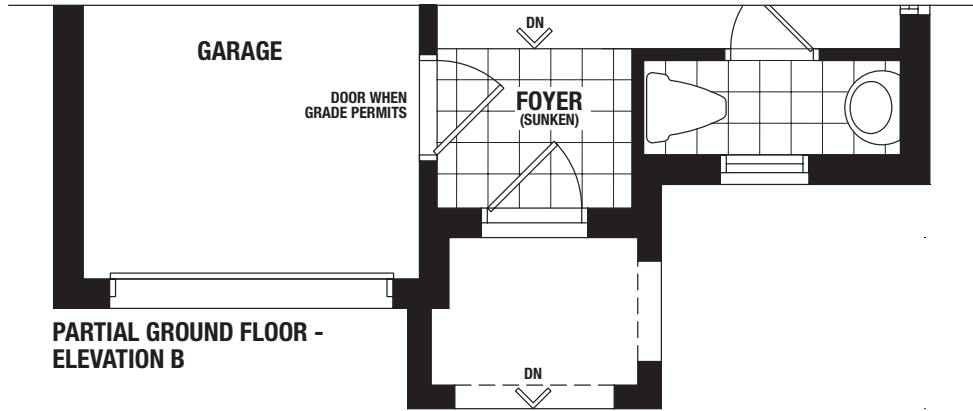 DN
GARAGE
DOOR WHEN
GRADE PERMITS
FOYER
(SUNKEN)
PARTIAL GROUND FLOOR -
ELEVATION B
DN